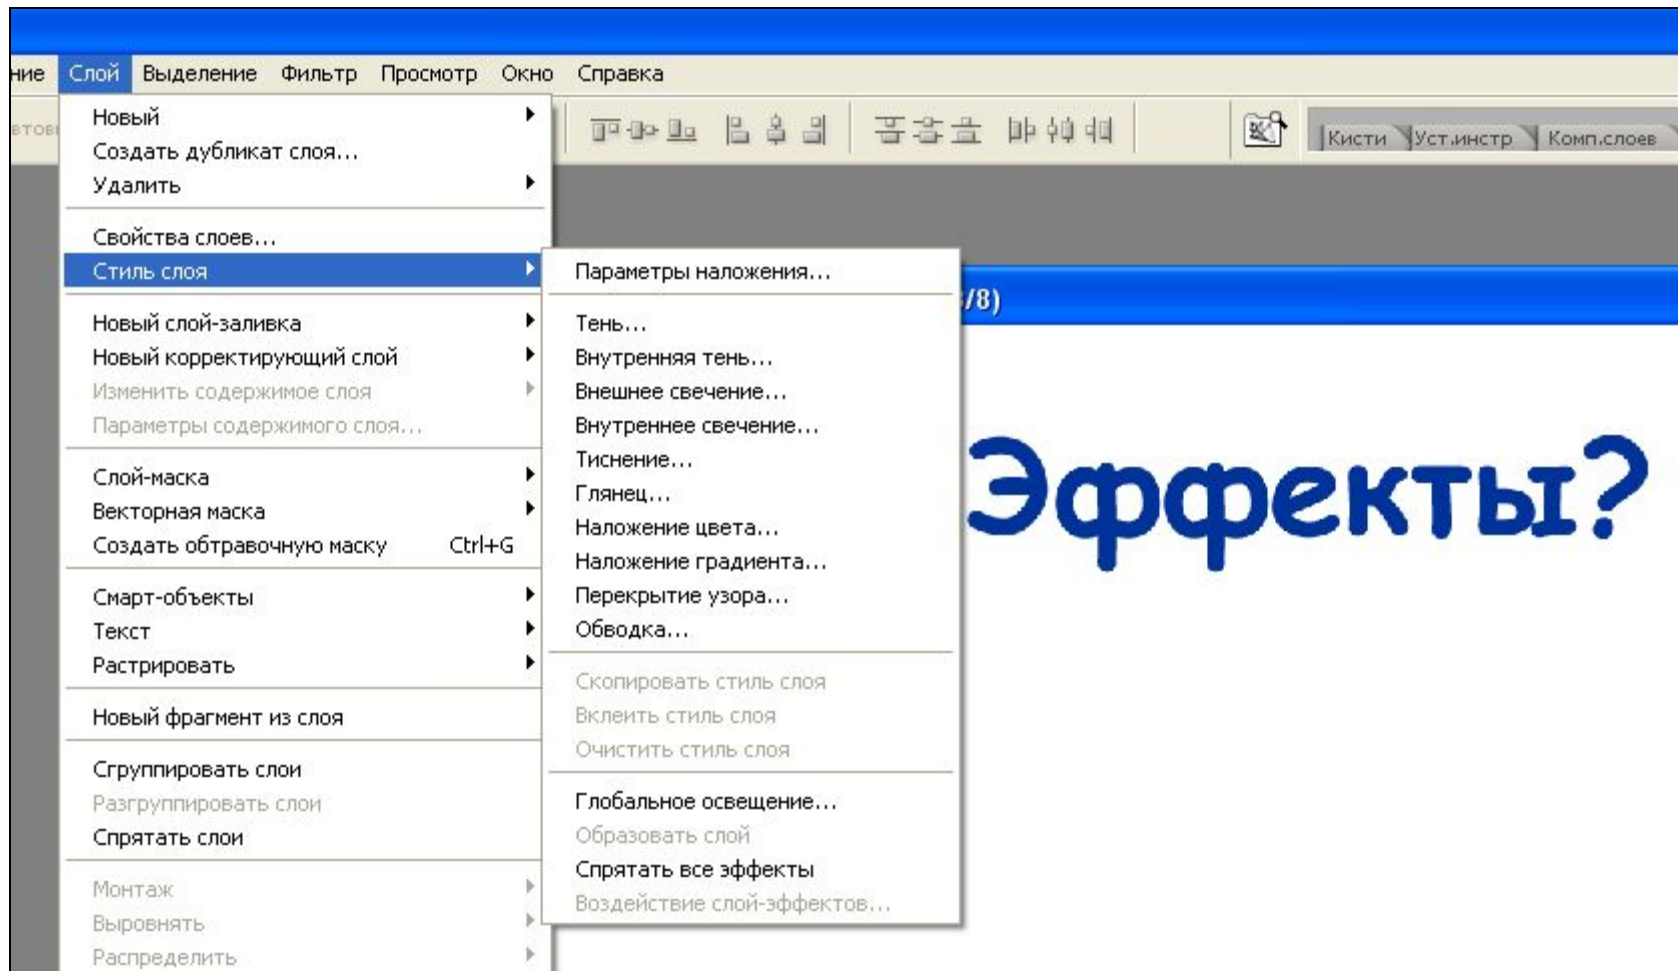 ние Слой Выделение Фильтр Просмотр Окно Справка
Кисти Уст.инстр Комп.слоев
Новый
Создать дубликат слоя...
Удалить
Свойства слоев...
Стиль слоя
Новый слой-заливка
Новый корректирующий слой
Изменить содержимое слоя
Параметры содержимого слоя...
Слой-маска
Векторная маска
Создать обтравочную маску Ctrl+G
Смарт-объекты
Текст
Растрировать
Новый фрагмент из слоя
Сгруппировать слои
Разгруппировать слои
Спрятать слои
Монтаж
Выровнять
Распределить
Параметры наложения...
Тень...
Внутренняя тень...
Внешнее свечение...
Внутреннее свечение...
Тиснение...
Глянец...
Наложение цвета...
Наложение градиента...
Перекрытие узора...
Обводка...
Скопировать стиль слоя
Вклеить стиль слоя
Очистить стиль слоя
Глобальное освещение...
Образовать слой
Спрятать все эффекты
Воздействие слой-эффектов...
/8)
Эффекты?